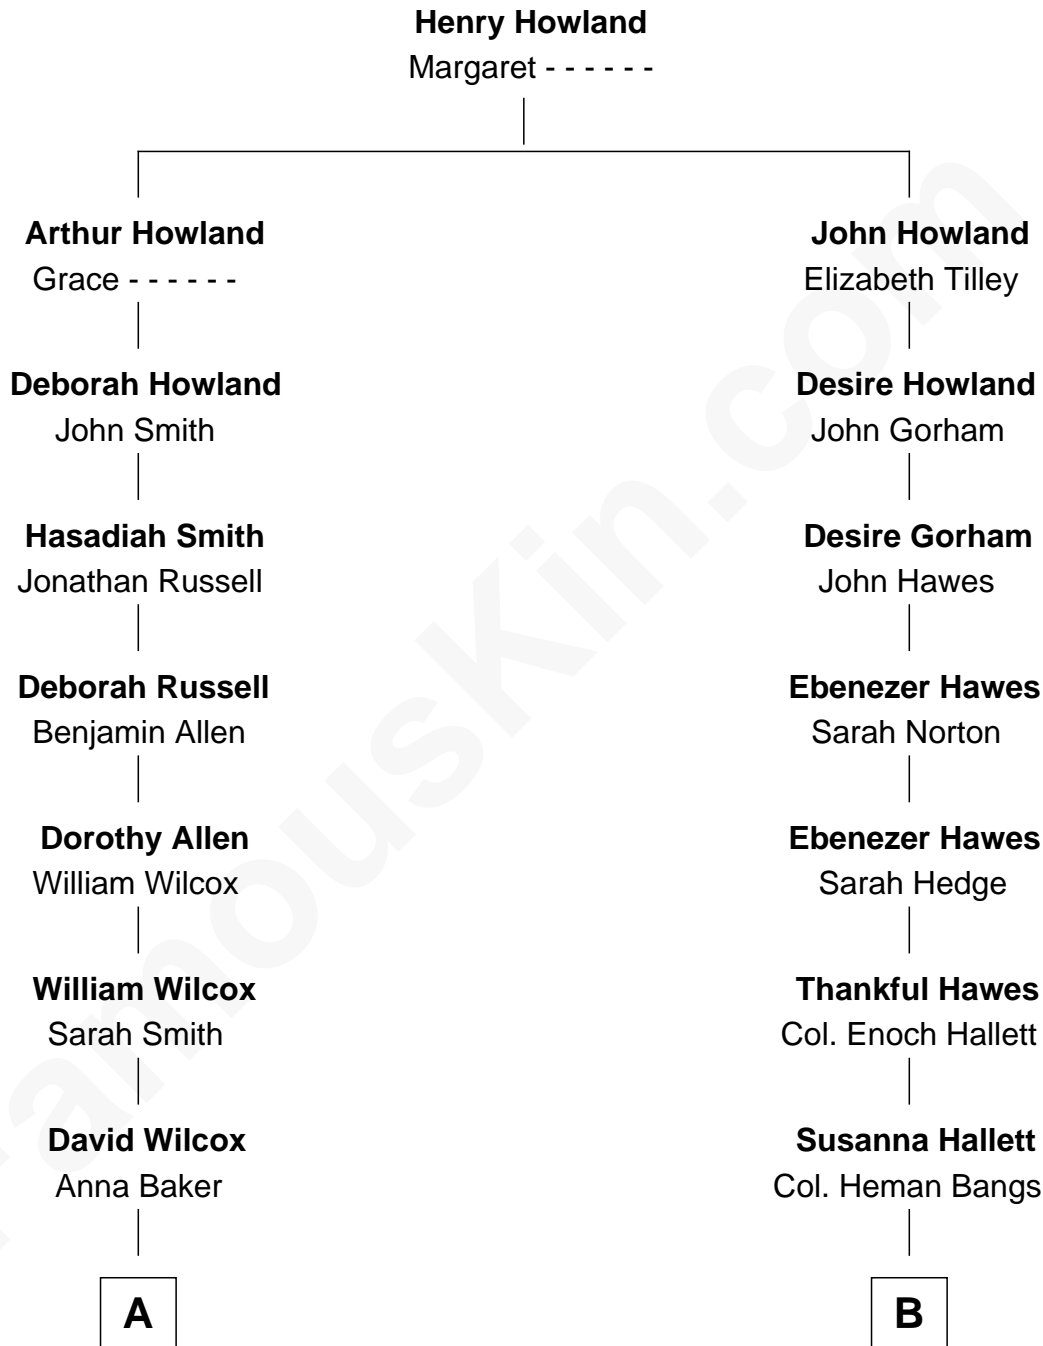 Henry Howland
Margaret - - - - - -
Arthur Howland
Grace - - - - - -
John Howland
Elizabeth Tilley
Deborah Howland
John Smith
Desire Howland
John Gorham
Hasadiah Smith
Jonathan Russell
Desire Gorham
John Hawes
Deborah Russell
Benjamin Allen
Ebenezer Hawes
Sarah Norton
Dorothy Allen
William Wilcox
Ebenezer Hawes
Sarah Hedge
William Wilcox
Sarah Smith
Thankful Hawes
Col. Enoch Hallett
David Wilcox
Anna Baker
Susanna Hallett
Col. Heman Bangs
A
B
FamousKin.com